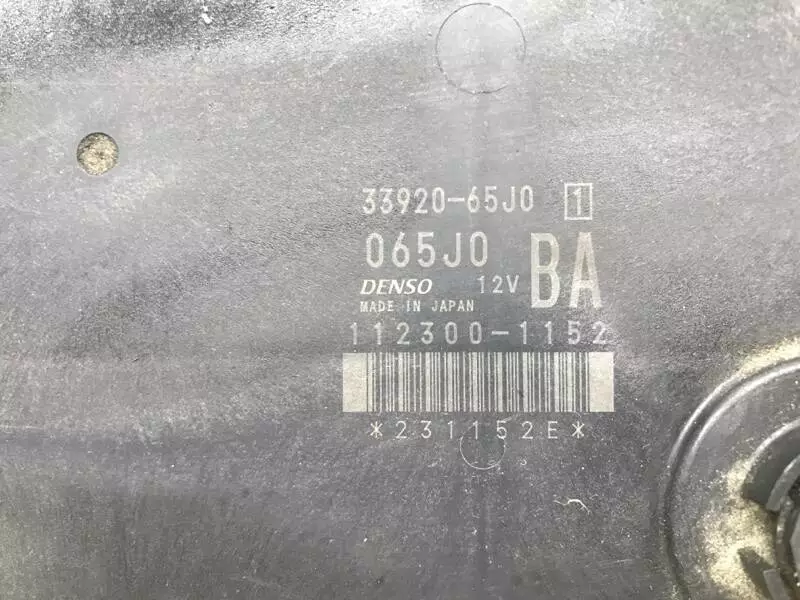 33920-65J0 1
065J0 BA
DENSO 12V
MADE IN JAPAN
112300-1152
*231152E*